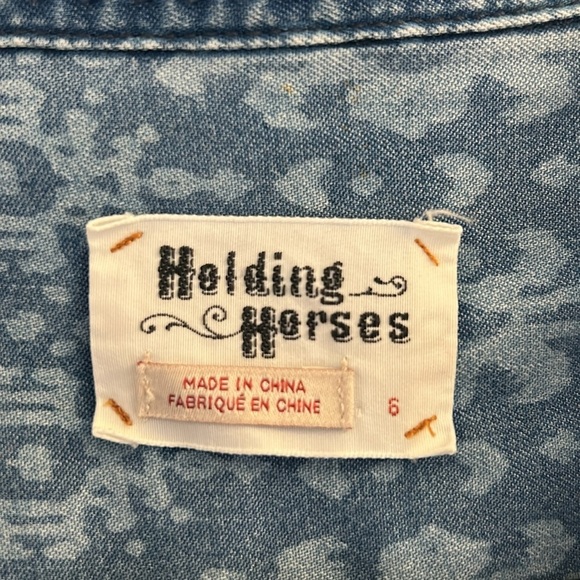 Holding
Horses
MADE IN CHINA
FABRIQUÉ EN CHINE
6